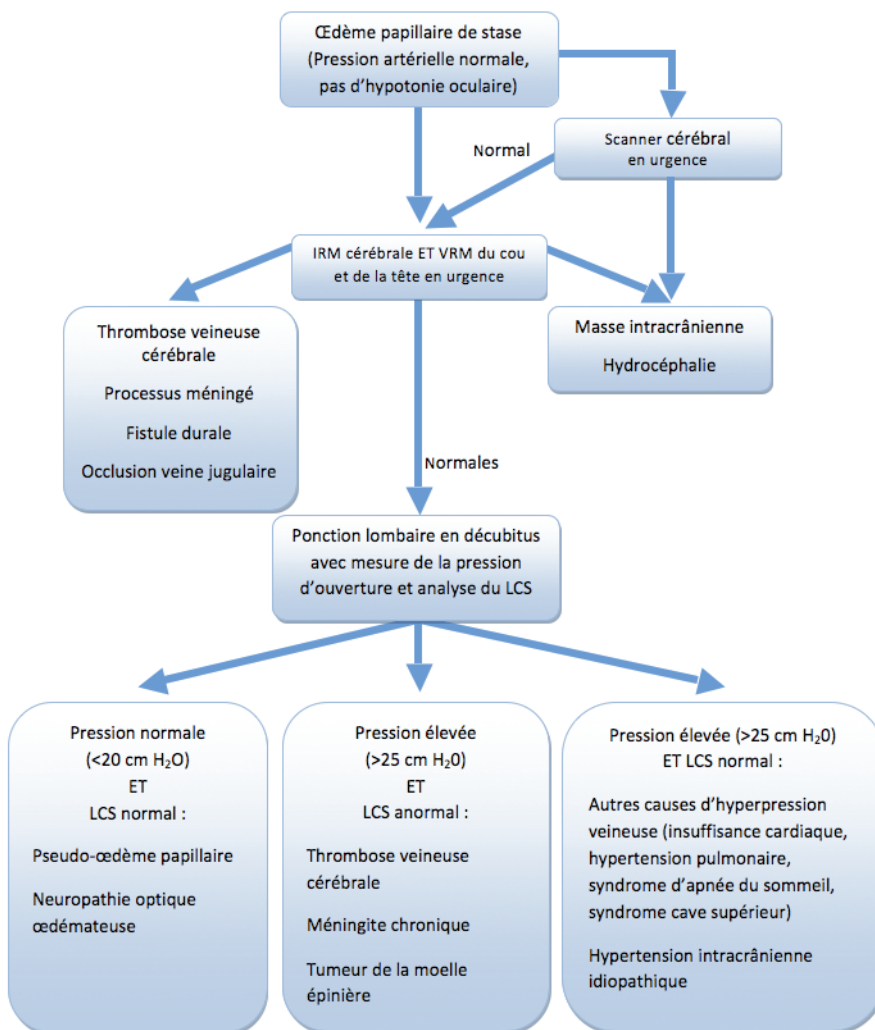 Œdème papillaire de stase
(Pression artérielle normale,
pas d’hypotonie oculaire)
Scanner cérébral
en urgence
Normal
IRM cérébrale ET VRM du cou
et de la tête en urgence
Thrombose veineuse
cérébrale
Processus méningé
Fistule durale
Occlusion veine jugulaire
Masse intracrânienne
Hydrocéphalie
Normales
Ponction lombaire en décubitus
avec mesure de la pression
d’ouverture et analyse du LCS
Pression normale
(<20 cm H₂O)
ET
LCS normal :
Pseudo-œdème papillaire
Neuropathie optique
œdémateuse
Pression élevée
(>25 cm H₂0)
ET
LCS anormal :
Thrombose veineuse
cérébrale
Méningite chronique
Tumeur de la moelle
épinière
Pression élevée (>25 cm H₂0)
ET LCS normal :
Autres causes d’hyperpression
veineuse (insuffisance cardiaque,
hypertension pulmonaire,
syndrome d’apnée du sommeil,
syndrome cave supérieur)
Hypertension intracrânienne
idiopathique